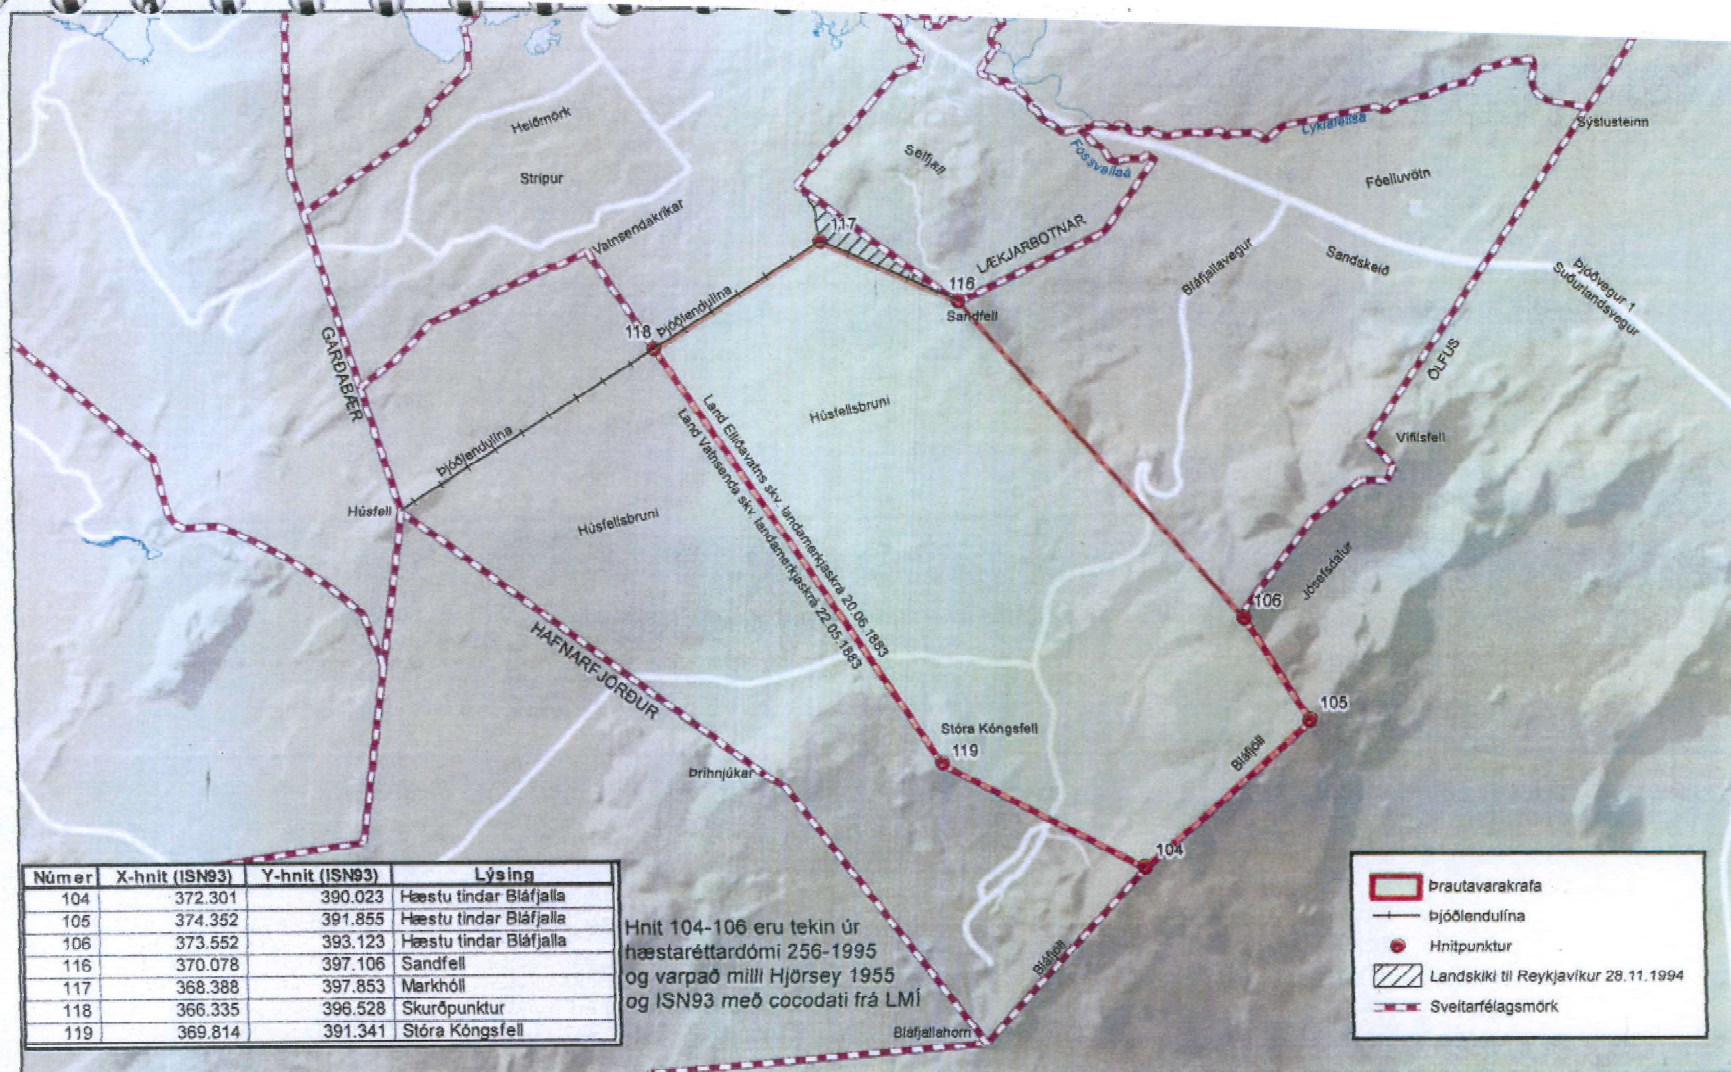 Heiðmörk
Strípur
Vatnsendakríkar
Selfjall
Fossvallaá
Lyklafellsá
Sýslusteinn
Fóelluvötn
117
LÆKJARBOTNAR
116
Sandfell
Bláfjallavegur
Sandskeið
Þjóðvegur 1
Suðurlandsvegur
GARÐABÆR
118
Þjóðlendulína
Þjóðlendulína
ÖLFUS
Húsfellsbruni
Vífilsfell
Húsfell
Húsfellsbruni
Land Elliðavatns skv. landamerkjaskrá 20.06.1883
Land Vatnsenda skv. landamerkjaskrá 22.05.1883
Jósefsdalur
106
HAFNARFJÖRÐUR
105
Stóra Kóngsfell
119
Bláfjöll
Þríhnjúkar
104
Bláfjöll
Bláfjallahorn
Númer X-hnit (ISN93) Y-hnit (ISN93) Lýsing
104 372.301 390.023 Hæstu tindar Bláfjalla
105 374.352 391.855 Hæstu tindar Bláfjalla
106 373.552 393.123 Hæstu tindar Bláfjalla
116 370.078 397.106 Sandfell
117 368.388 397.853 Markhóll
118 366.335 396.528 Skurðpunktur
119 369.814 391.341 Stóra Kóngsfell
Hnit 104-106 eru tekin úr
hæstaréttardómi 256-1995
og varpað milli Hjörsey 1955
og ISN93 með cocodati frá LMÍ
Þrautavarakrafa
Þjóðlendulína
Hnitpunktur
Landskiki til Reykjavíkur 28.11.1994
Sveitarfélagsmörk